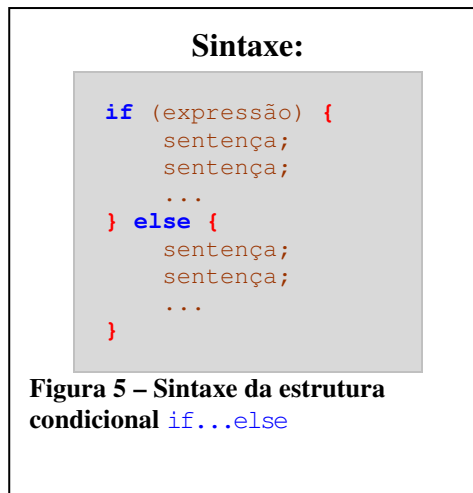 Sintaxe:
if (expressão) {
sentença;
sentença;
...
} else {
sentença;
sentença;
...
}
Figura 5 – Sintaxe da estrutura
condicional if...else